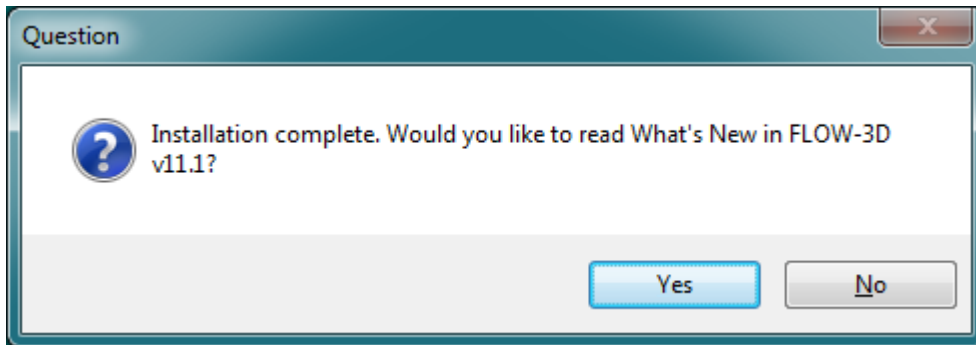 Question
Installation complete. Would you like to read What's New in FLOW-3D
v11.1?
Yes
No